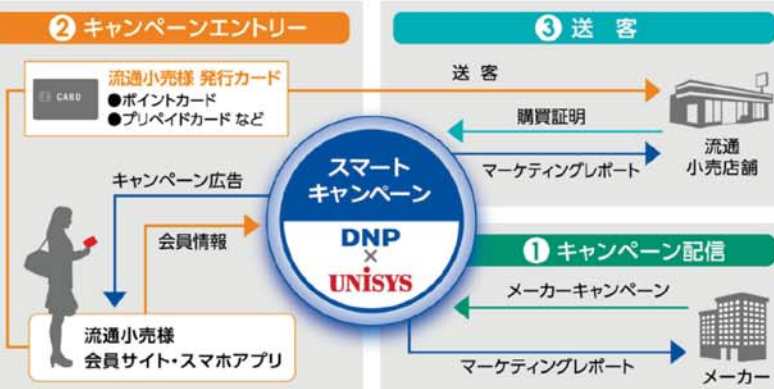 ② キャンペーンエントリー
CARD
流通小売様 発行カード
●ポイントカード
●プリペイドカード など
キャンペーン広告
会員情報
流通小売様
会員サイト・スマホアプリ
スマート
キャンペーン
DNP
×
UNISYS
③ 送 客
送 客
購買証明
マーケティングレポート
流通
小売店舗
① キャンペーン配信
メーカーキャンペーン
マーケティングレポート
メーカー